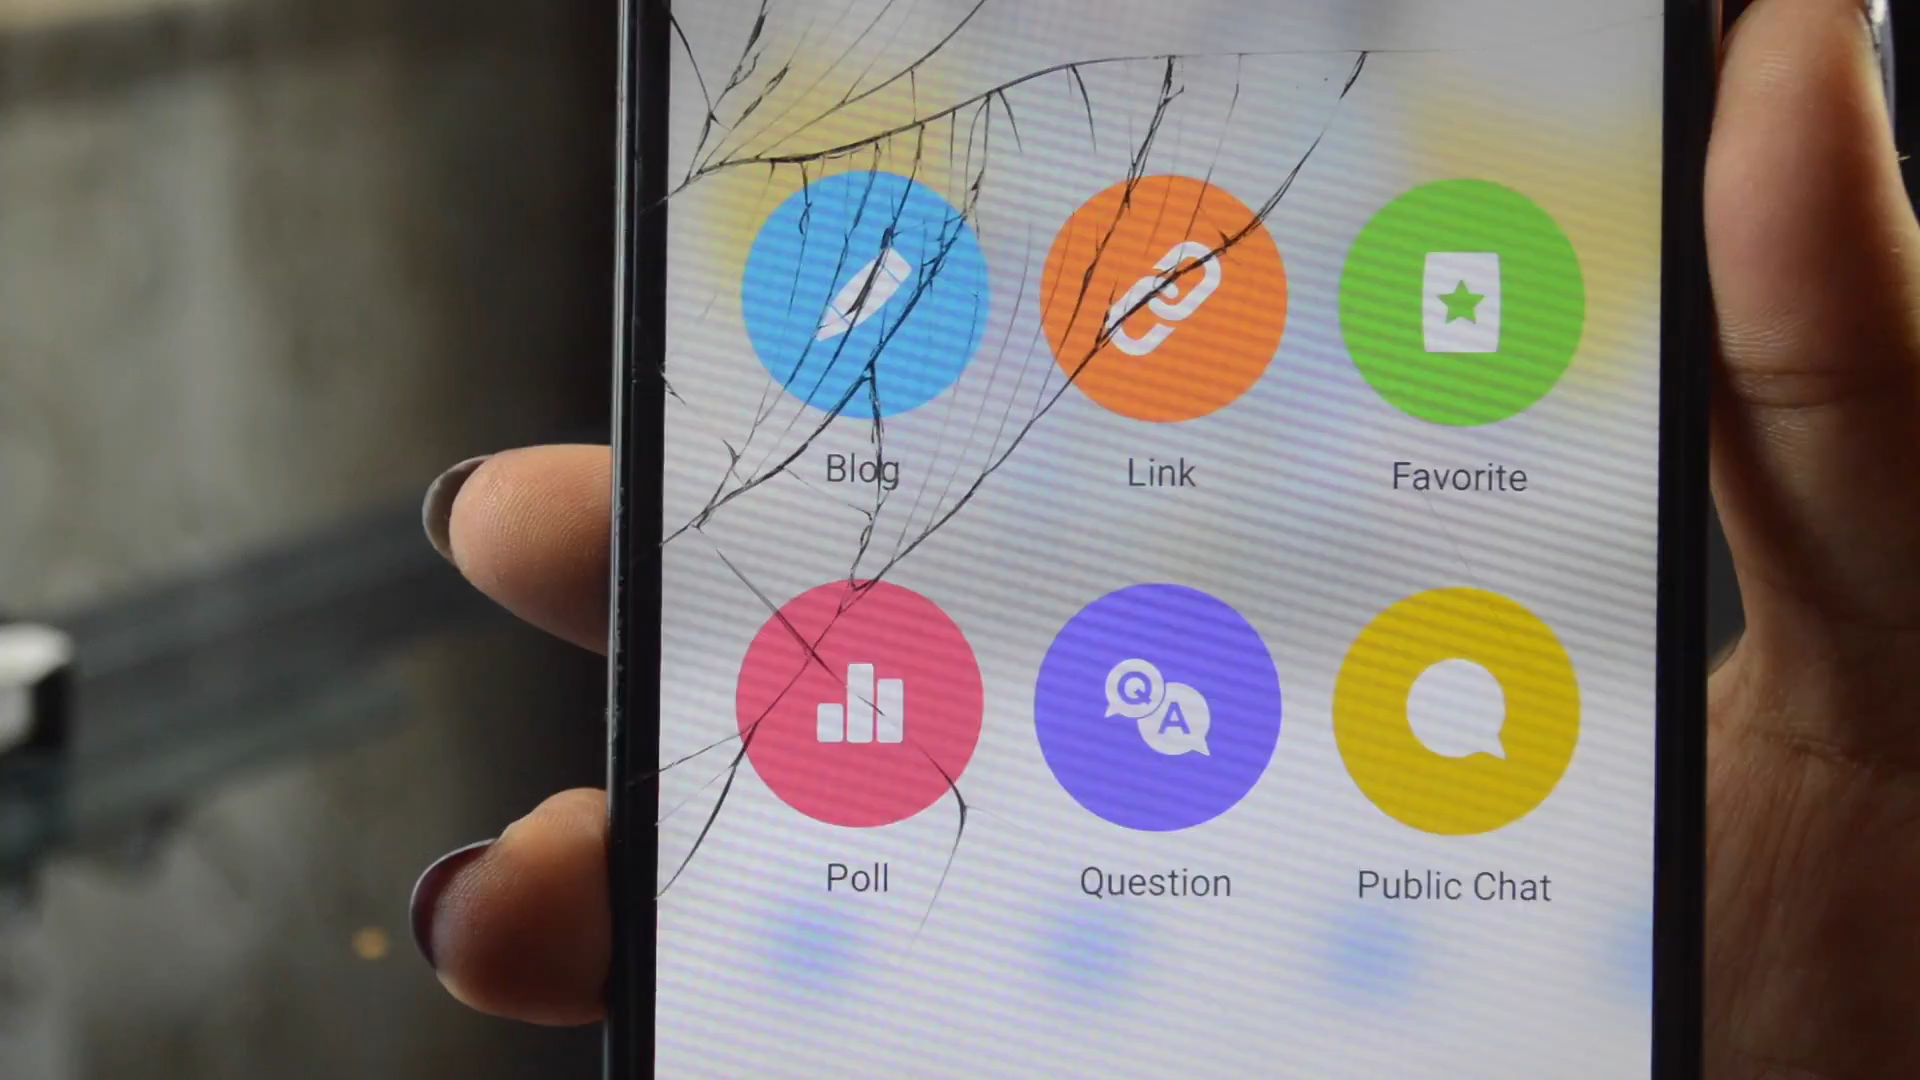 Blog
Link
Favorite
Q
A
Poll
Question
Public Chat